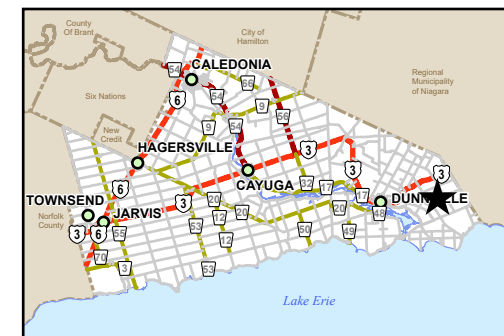 County
Of Brant
City of
Hamilton
CALEDONIA
54
6
54
66
Regional
Municipality
of Niagara
Six Nations
9
56
9
54
New
Credit
HAGERSVILLE
3
3
3
6
CAYUGA
32
17
17
DUNNVILLE
TOWNSEND
JARVIS
3
20
12
20
53
20
48
Norfolk
County
3
6
55
12
50
49
70
3
53
Lake Erie